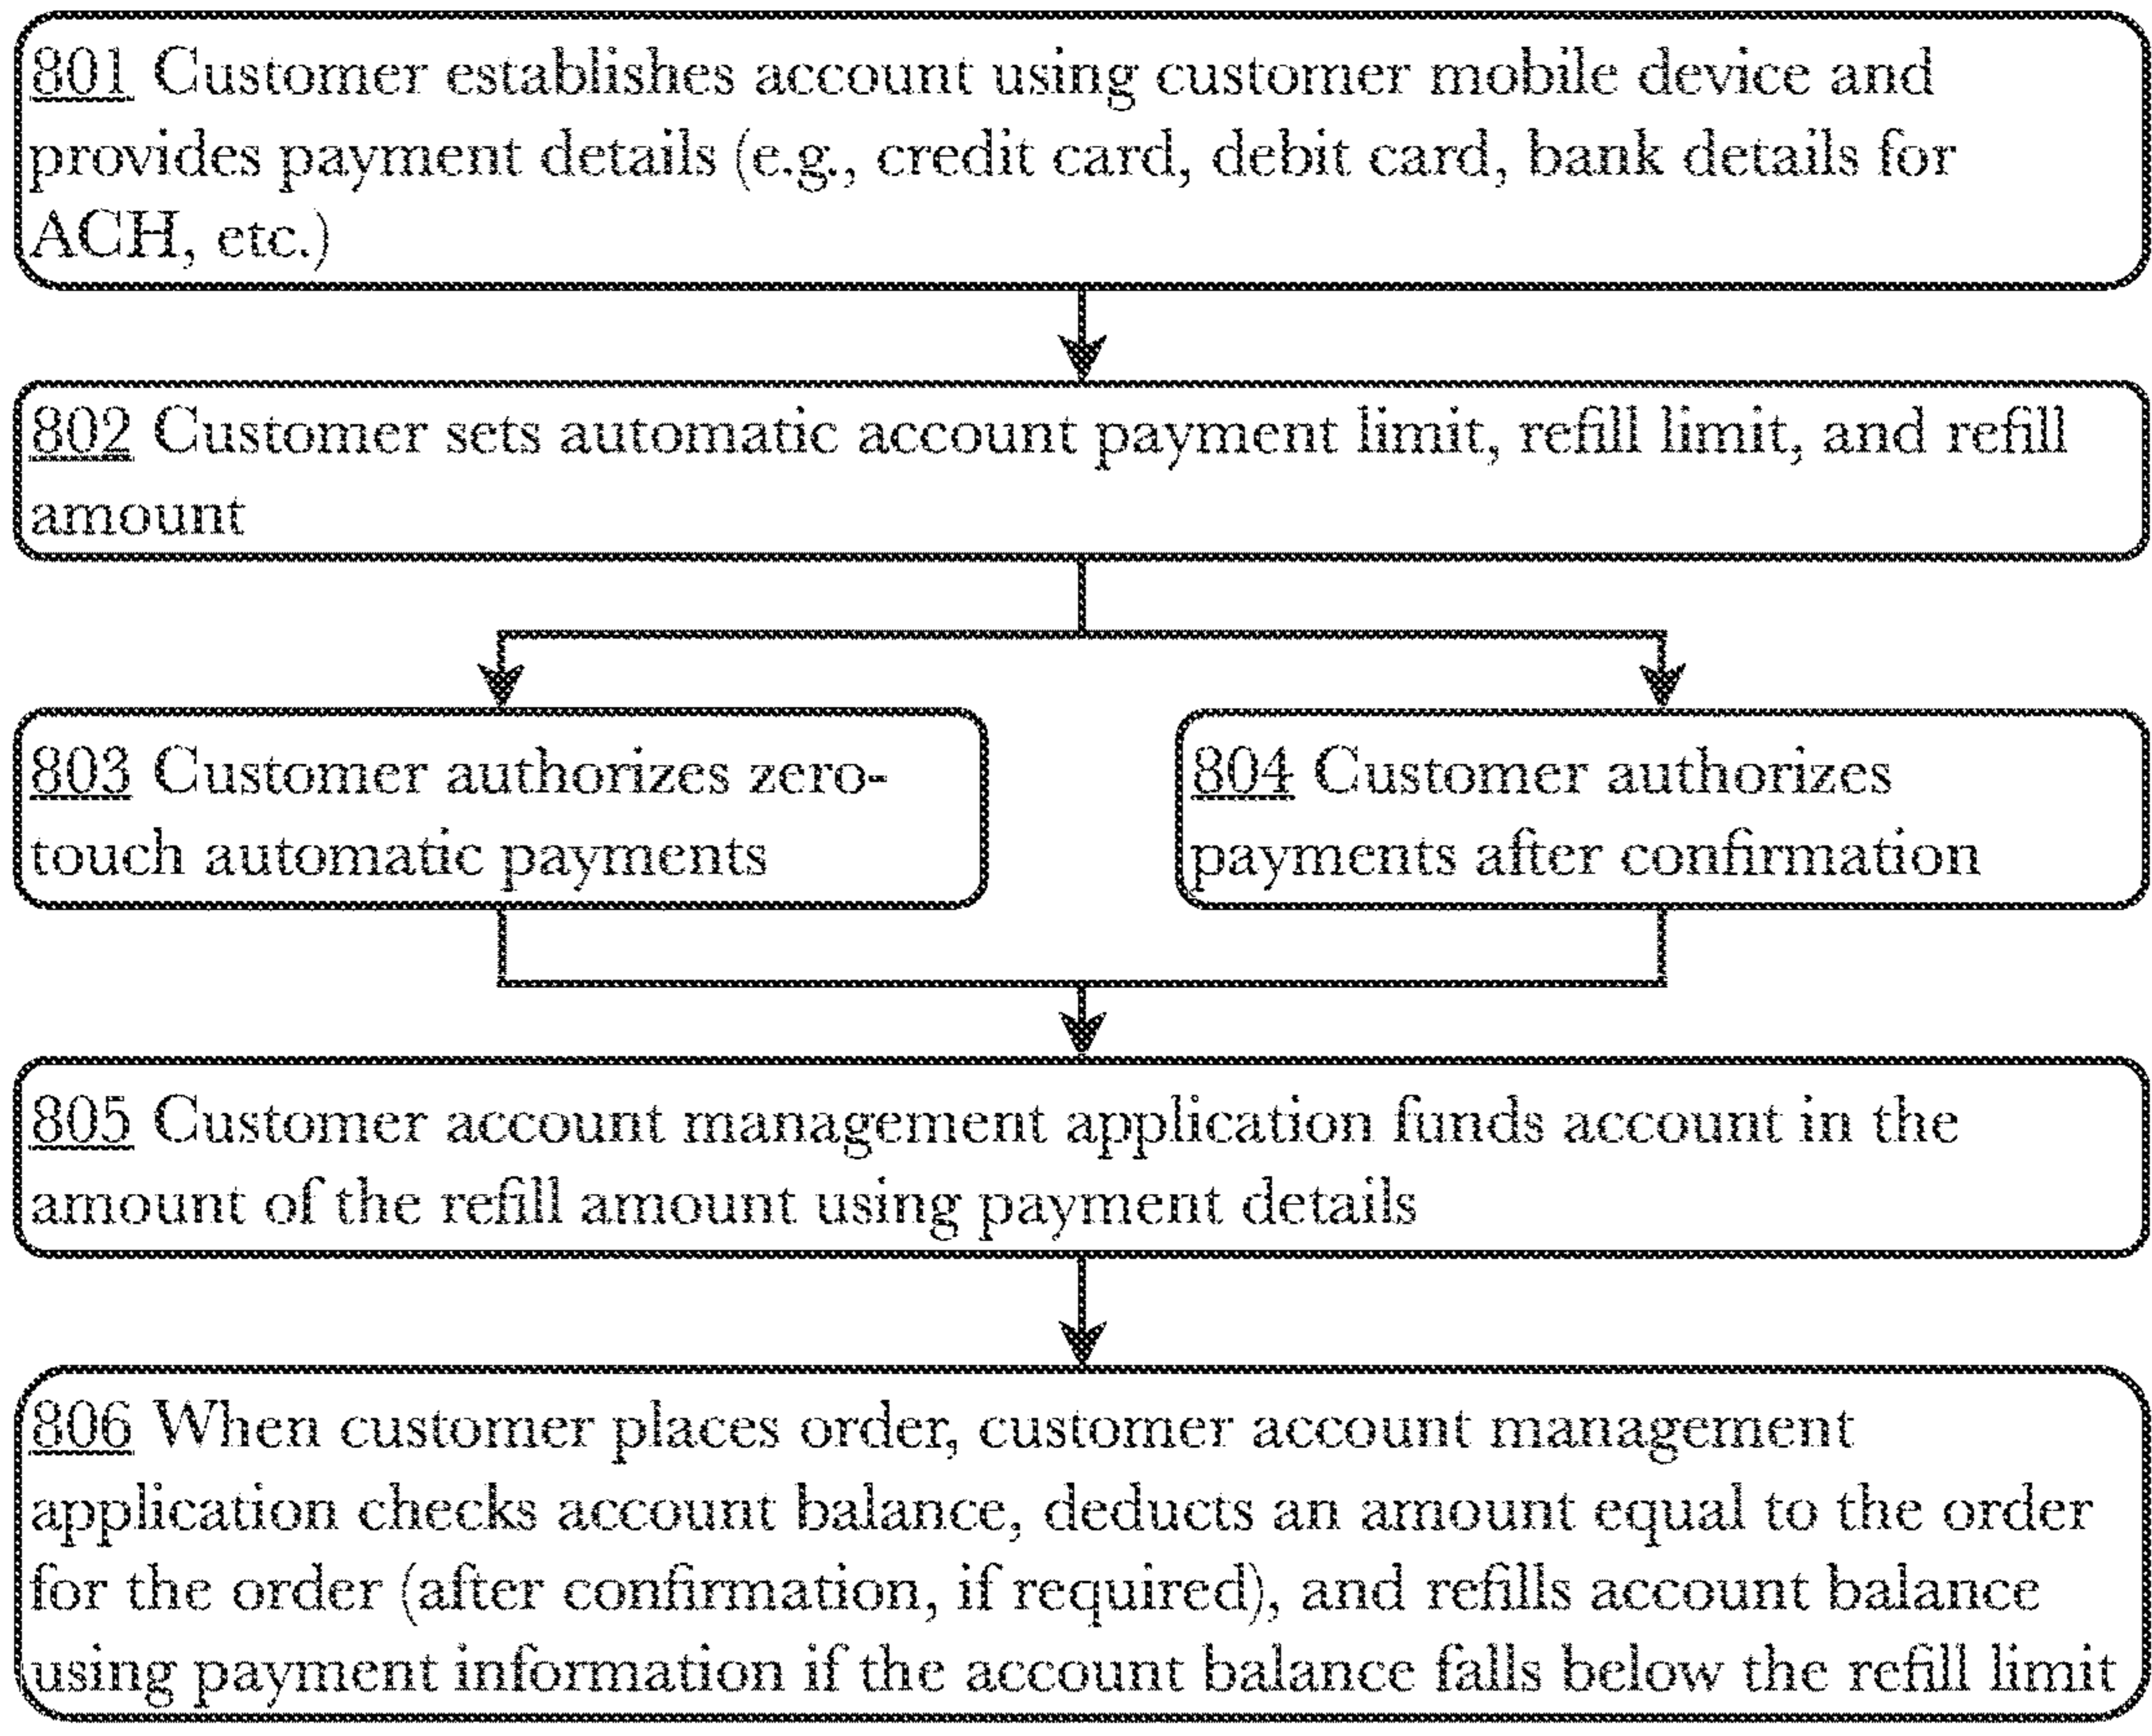 801 Customer establishes account using customer mobile device and
provides payment details (e.g., credit card, debit card, bank details for
ACH, etc.)
802 Customer sets automatic account payment limit, refill limit, and refill
amount
803 Customer authorizes zero-
touch automatic payments
804 Customer authorizes
payments after confirmation
805 Customer account management application funds account in the
amount of the refill amount using payment details
806 When customer places order, customer account management
application checks account balance, deducts an amount equal to the order
for the order (after confirmation, if required), and refills account balance
using payment information if the account balance falls below the refill limit